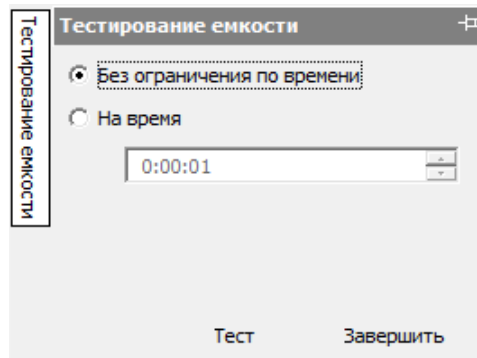 Тестирование емкости
Тестирование емкости
Без ограничения по времени
На время
0:00:01
Тест Завершить